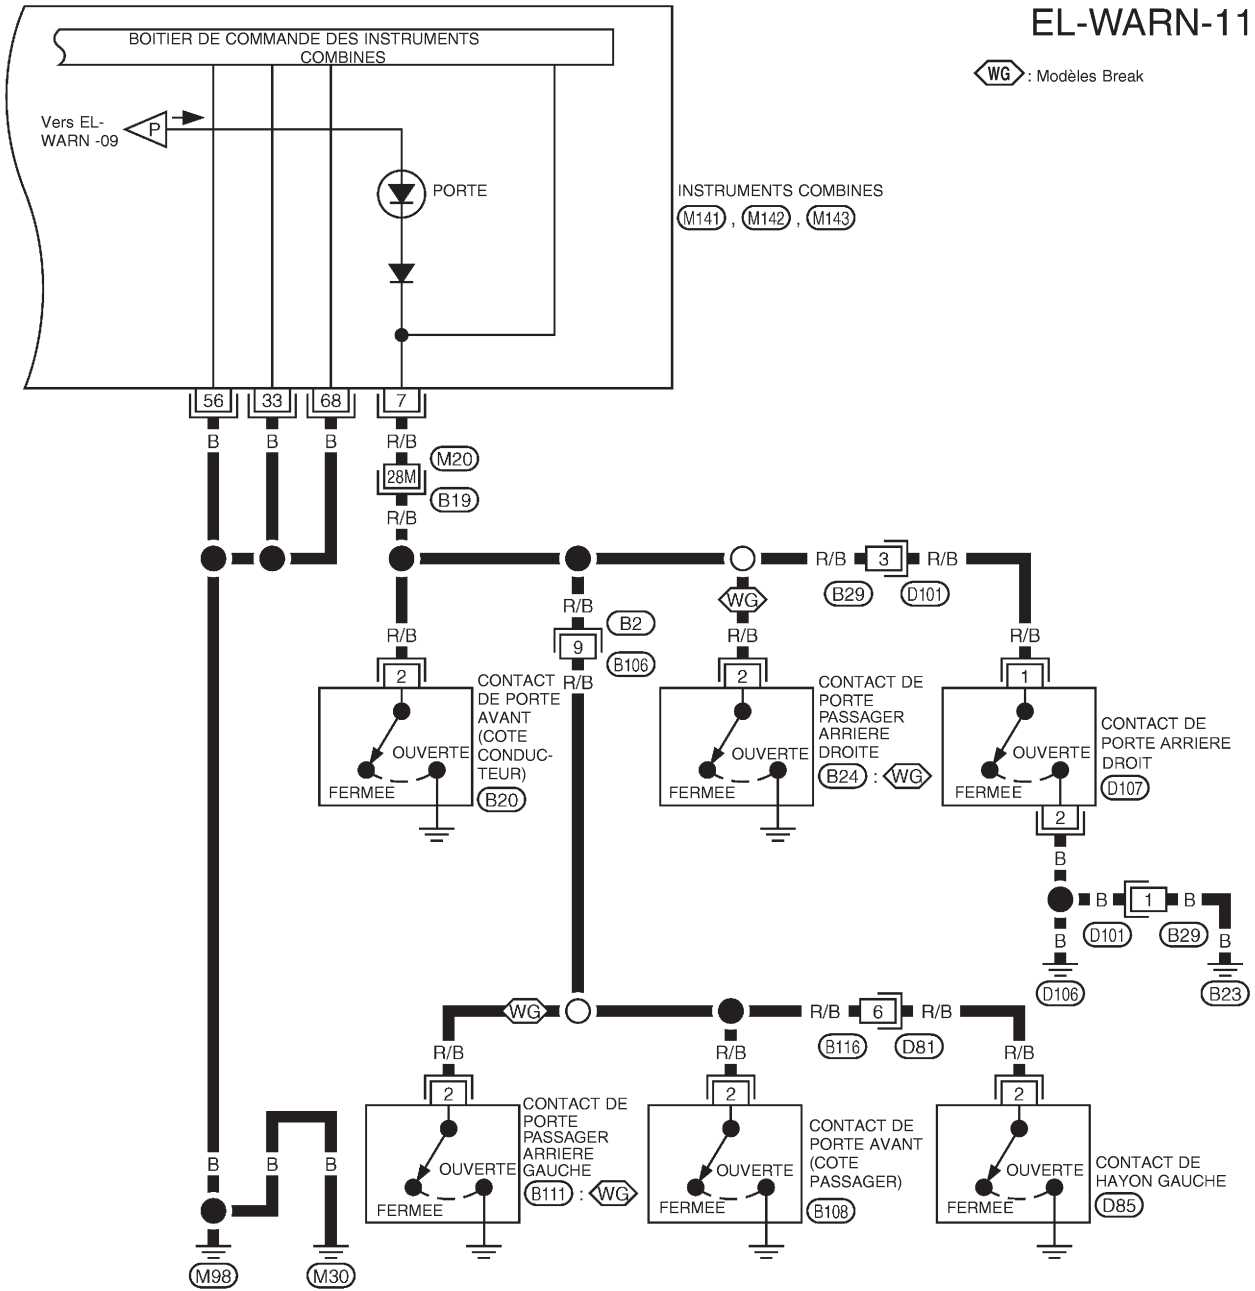 EL-WARN-11
WG : Modèles Break
BOITIER DE COMMANDE DES INSTRUMENTS
COMBINES
Vers EL-
WARN -09
P
PORTE
INSTRUMENTS COMBINES
M141 , M142 , M143
56 33 68 7
B B B R/B
28M
M20
B19
R/B
R/B 3 R/B
B29 D101
WG
R/B
B2
9
B106
R/B
R/B
R/B
R/B
2
CONTACT
DE PORTE
AVANT
(COTE
CONDUC-
TEUR)
B20
OUVERTE
FERMEE
2
CONTACT DE
PORTE
PASSAGER
ARRIERE
DROITE
B24 : WG
OUVERTE
FERMEE
1
CONTACT DE
PORTE ARRIERE
DROIT
D107
OUVERTE
FERMEE
2
B
B 1 B
D101 B29
B B
D106 B23
WG
R/B 6 R/B
B116 D81
R/B R/B R/B
2
CONTACT DE
PORTE
PASSAGER
ARRIERE
GAUCHE
B111 : WG
OUVERTE
FERMEE
2
CONTACT DE
PORTE AVANT
(COTE
PASSAGER)
B108
OUVERTE
FERMEE
2
CONTACT DE
HAYON GAUCHE
D85
OUVERTE
FERMEE
B B B
M98 M30